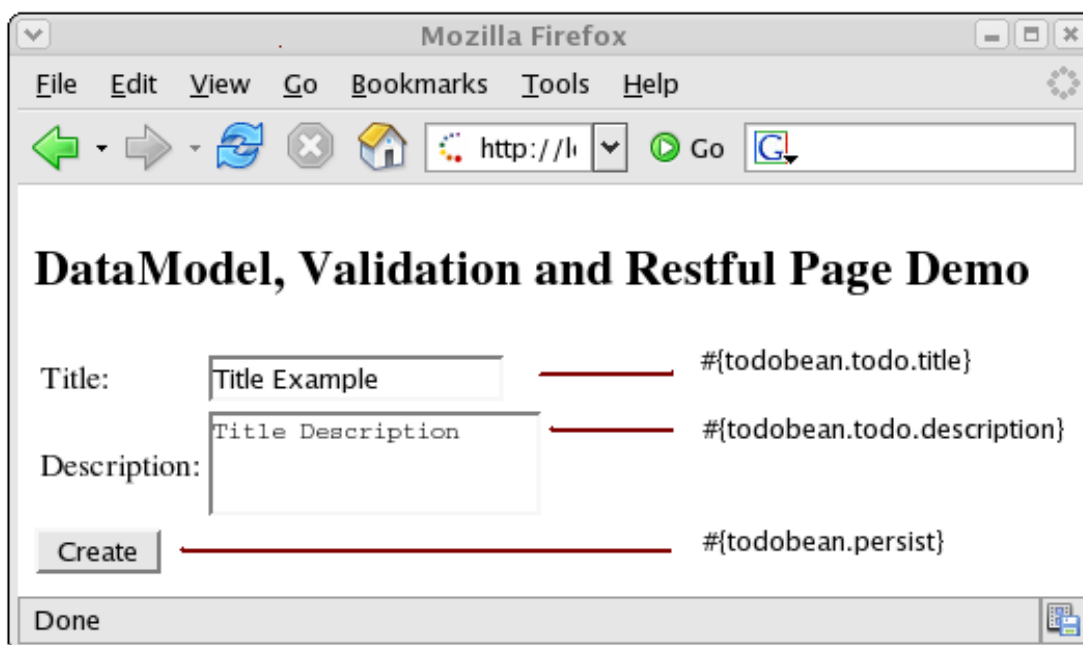 Mozilla Firefox
File Edit View Go Bookmarks Tools Help
http://l Go G
DataModel, Validation and Restful Page Demo
Title: Title Example #{todobean.todo.title}
Title Description #{todobean.todo.description}
Description:
Create #{todobean.persist}
Done